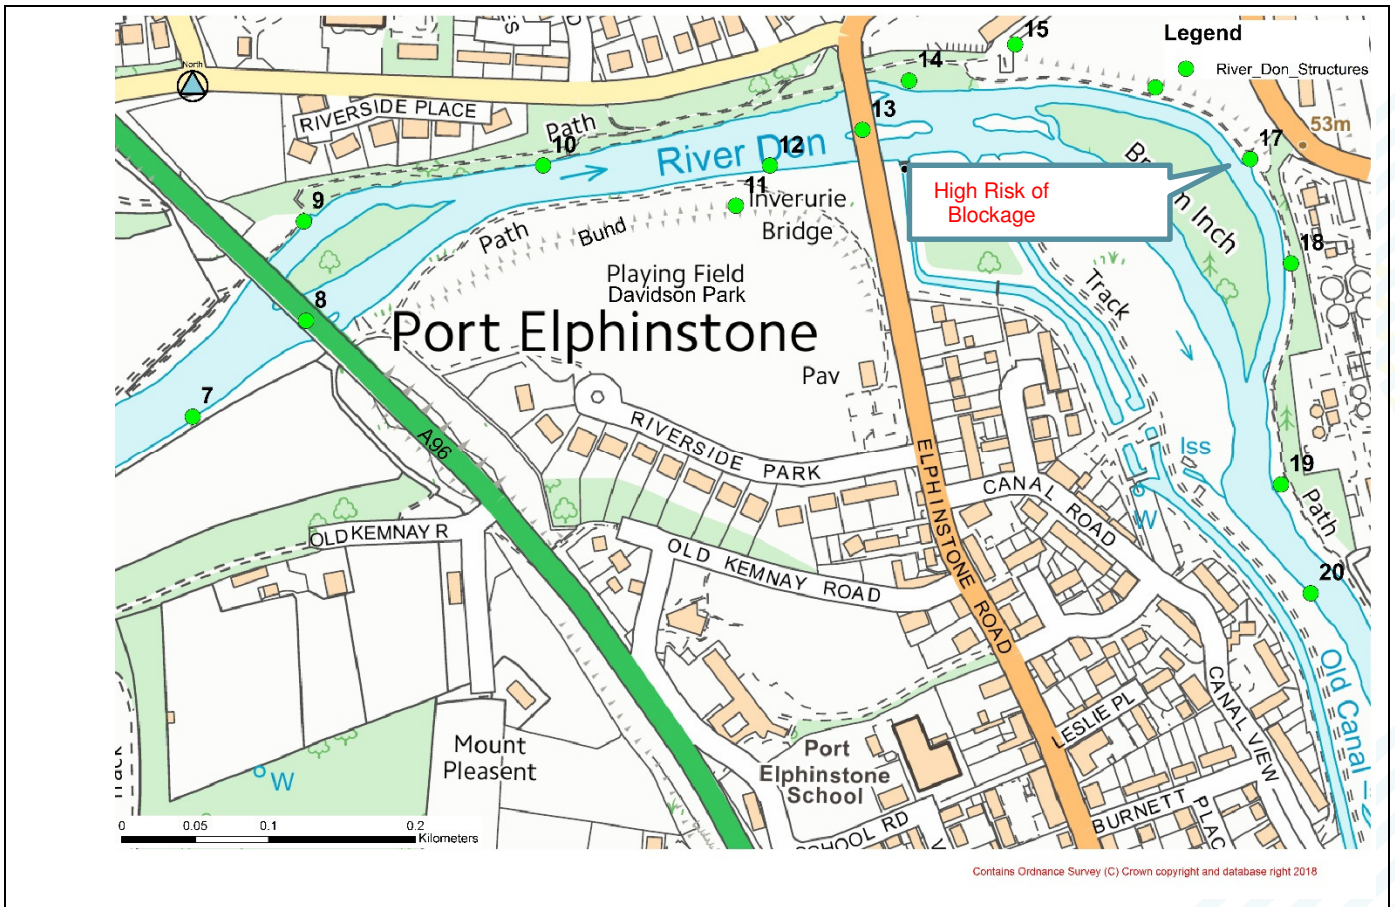 15
Legend
River_Don_Structures
North
14
RIVERSIDE PLACE
Path
13
53m
10
12
River Don
17
11
9
High Risk of
Blockage
Inverurie
Bridge
Path
Bund
18
Playing Field
Davidson Park
Track
8
Port Elphinstone
Pav
7
A96
RIVERSIDE PARK
ELPHINSTONE ROAD
CANAL ROAD
Iss
19
W
Path
OLD KEMNAY R
OLD KEMNAY ROAD
20
Old Canal
CANAL VIEW
LESLIE PL
Mount
Pleasent
W
Port
Elphinstone
School
SCHOOL RD
BURNETT PLAC
0 0.05 0.1 0.2
Kilometers
Contains Ordnance Survey (C) Crown copyright and database right 2018